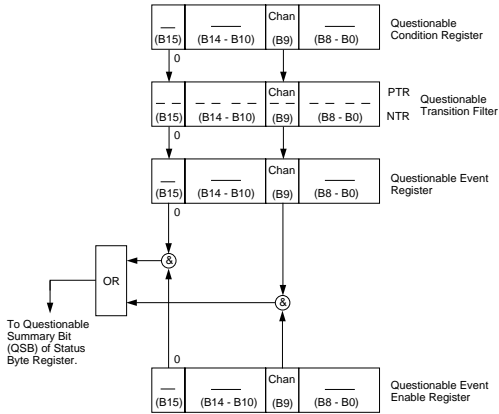 Chan
(B15) (B14 - B10) (B9) (B8 - B0)
Questionable
Condition Register
0
Chan
(B15) (B14 - B10) (B9) (B8 - B0)
PTR
NTR
Questionable
Transition Filter
0
Chan
(B15) (B14 - B10) (B9) (B8 - B0)
Questionable Event
Register
0
&
OR
&
To Questionable
Summary Bit
(QSB) of Status
Byte Register.
0
Chan
(B15) (B14 - B10) (B9) (B8 - B0)
Questionable Event
Enable Register